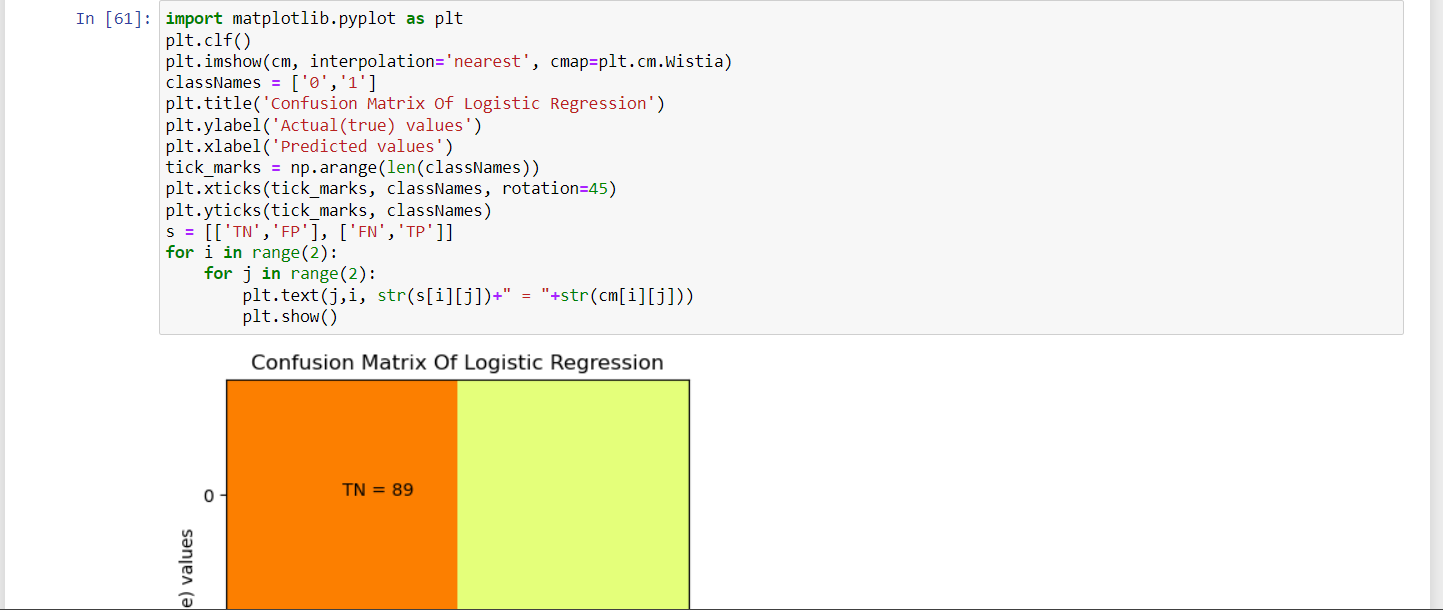 In [61]: import matplotlib.pyplot as plt
plt.clf()
plt.imshow(cm, interpolation='nearest', cmap=plt.cm.Wistia)
classNames = ['0','1']
plt.title('Confusion Matrix Of Logistic Regression')
plt.ylabel('Actual(true) values')
plt.xlabel('Predicted values')
tick_marks = np.arange(len(classNames))
plt.xticks(tick_marks, classNames, rotation=45)
plt.yticks(tick_marks, classNames)
s = [['TN','FP'], ['FN','TP']]
for i in range(2):
    for j in range(2):
        plt.text(j,i, str(s[i][j])+" = "+str(cm[i][j]))
        plt.show()
Confusion Matrix Of Logistic Regression
TN = 89
0
e) values